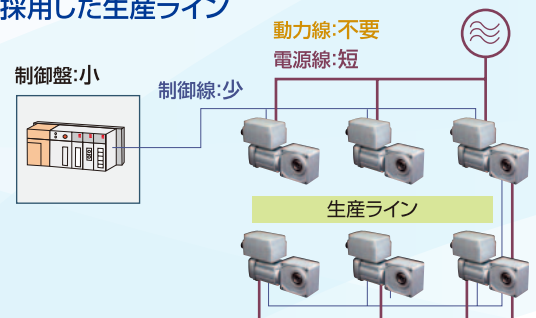 採用した生産ライン
動力線:不要
電源線:短
制御盤:小
制御線:少
生産ライン